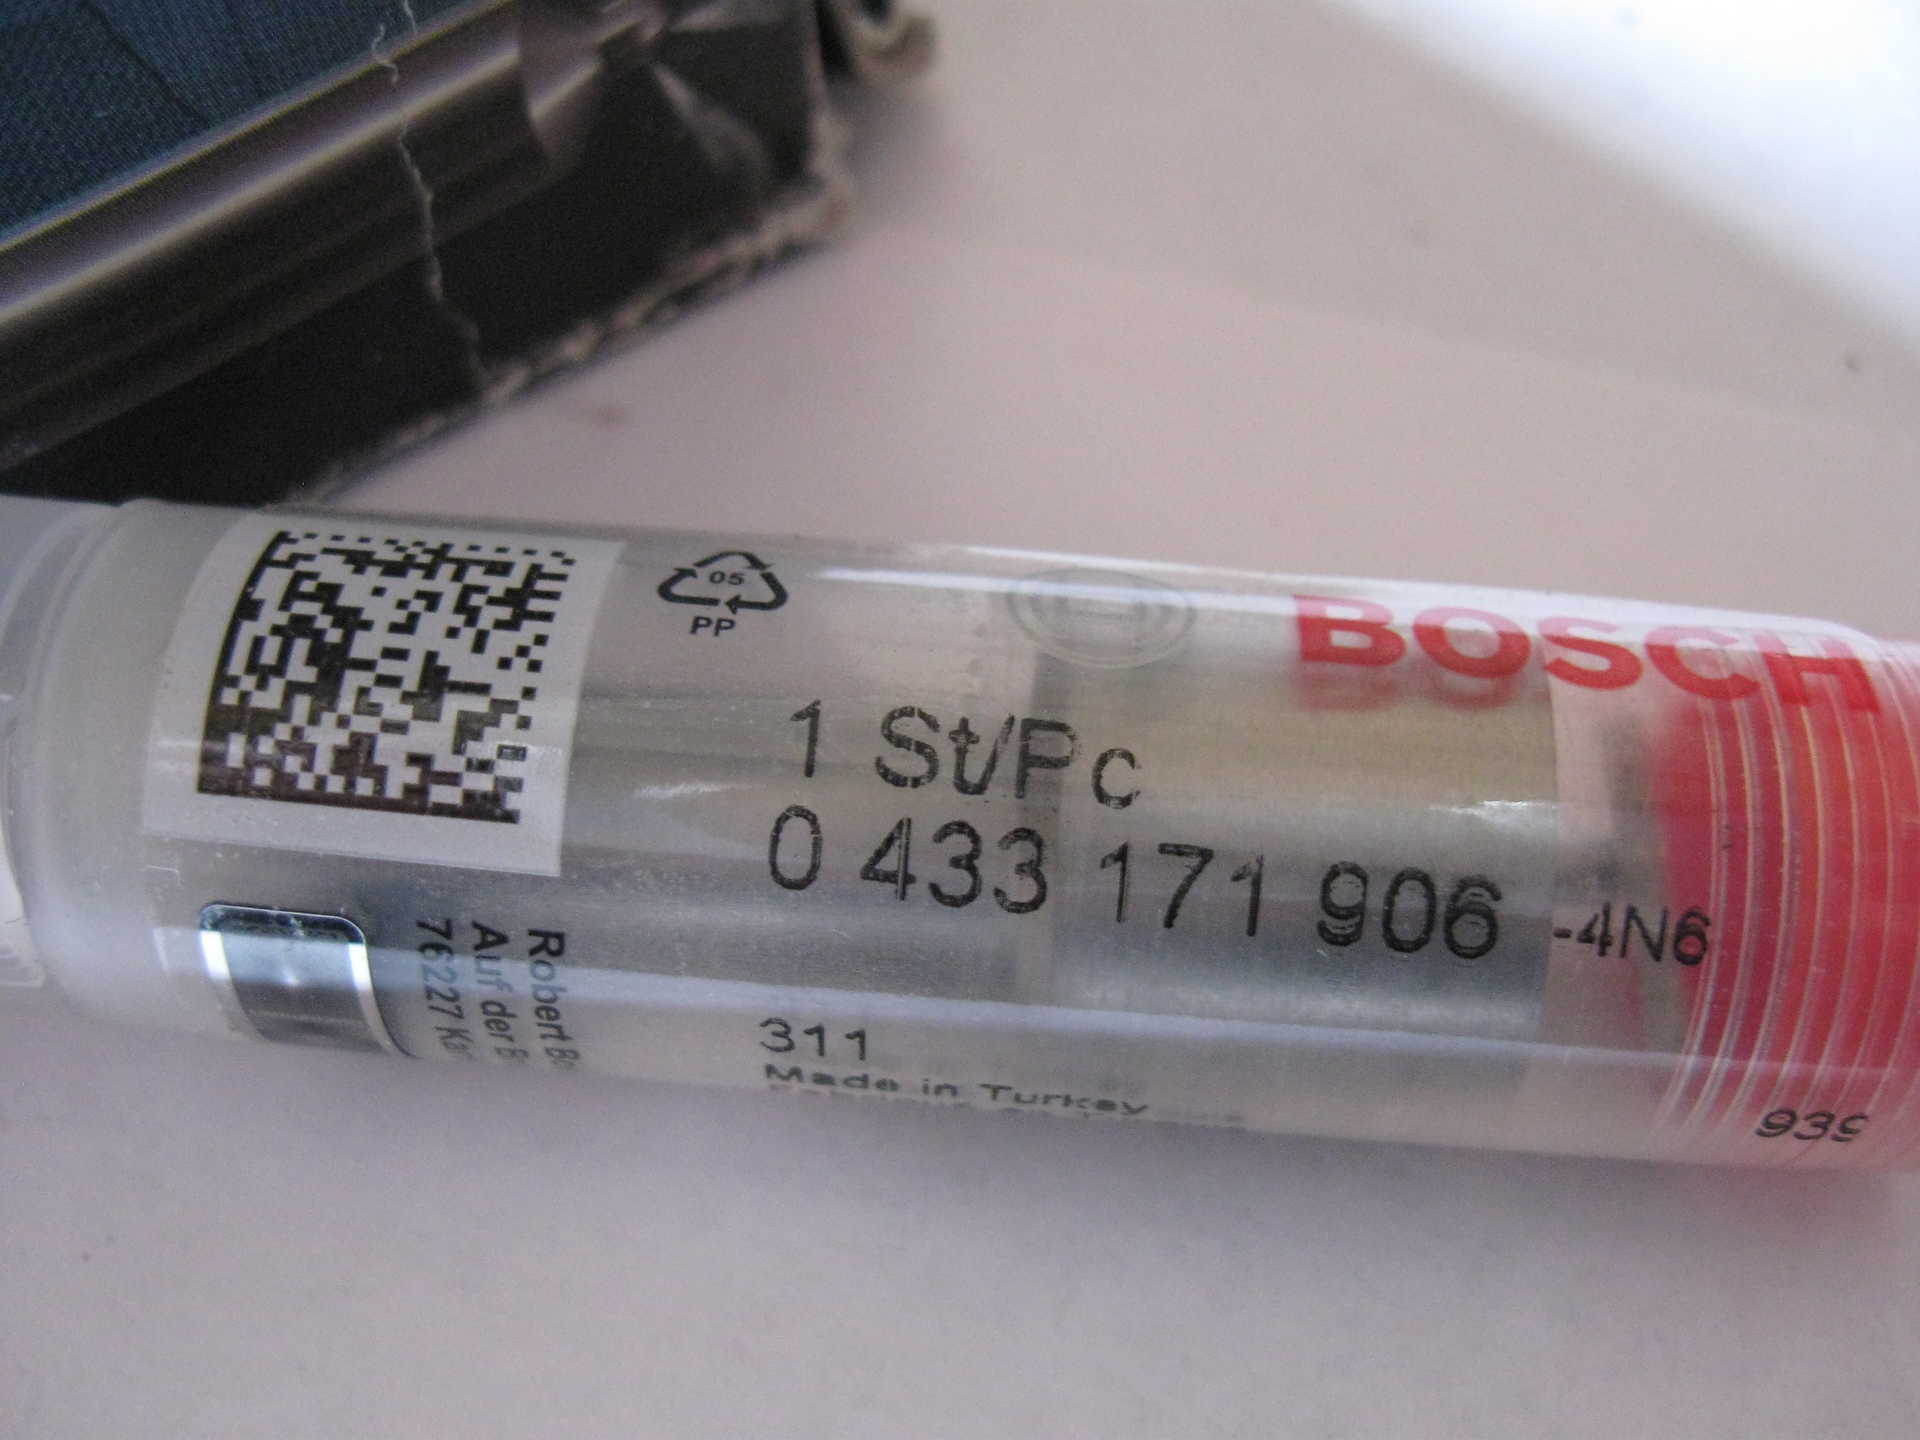 05
PP
BOSCH
1 St/Pc
0 433 171 906 -4N6
311
Made in Turkey
939
Robert
Auf der
76227